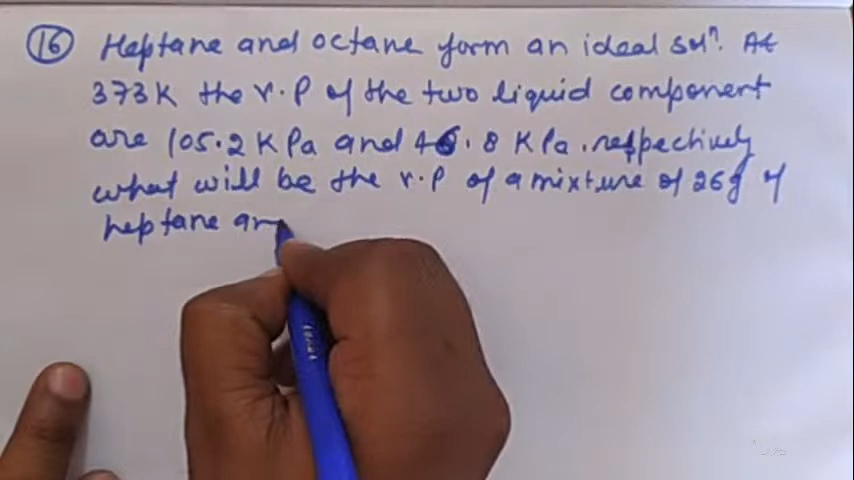 16 Heptane and octane form an ideal solⁿ. At
373K the V.P of the two liquid component
are 105.2 KPa and 46.8 KPa. respectively
what will be the V.P of a mixture of 26g of
heptane an